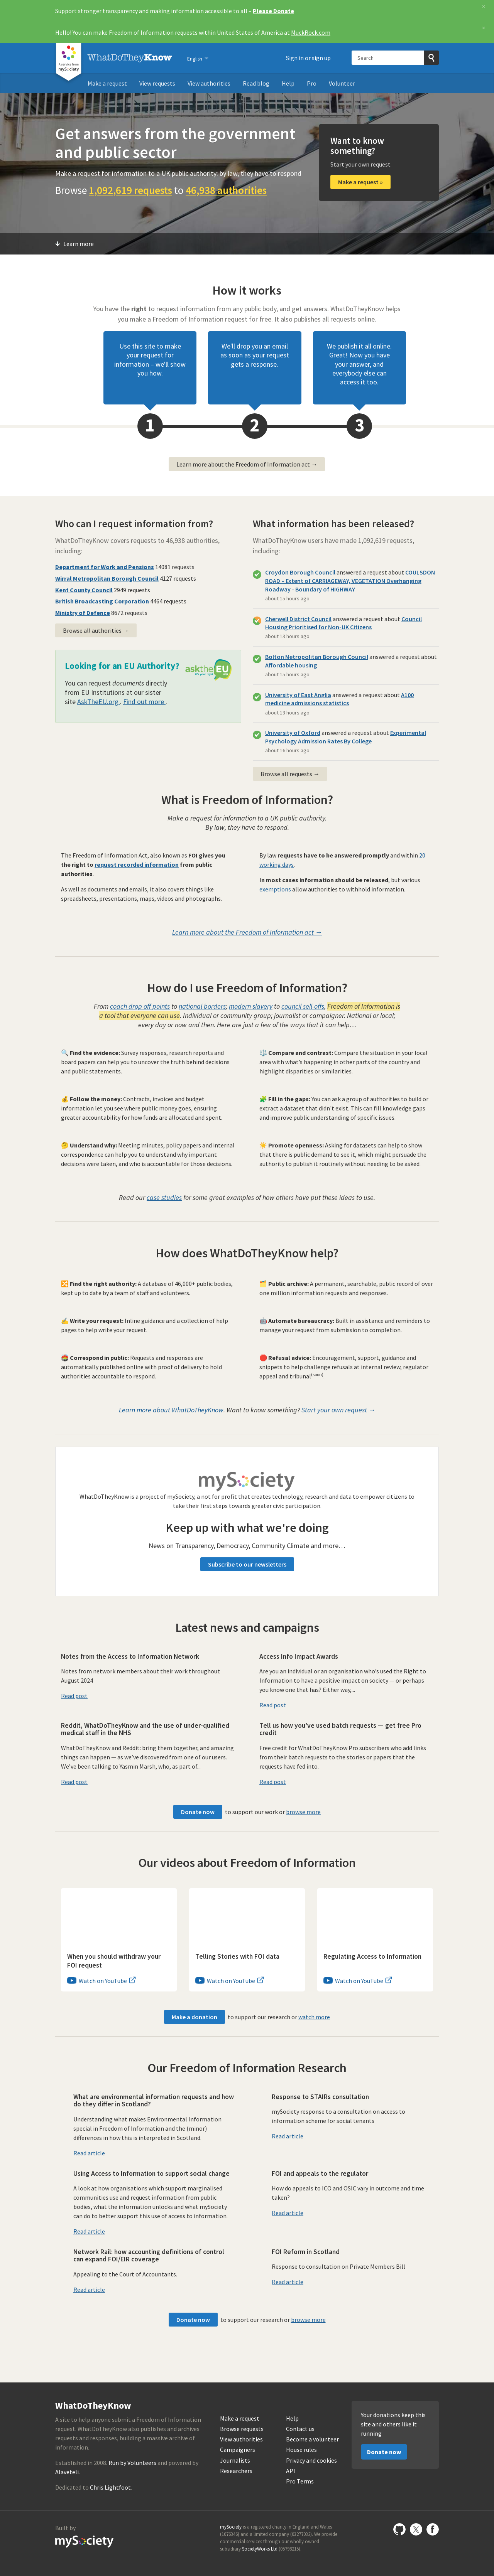 Support stronger transparency and making information accessible to all – Please Donate
×
Hello! You can make Freedom of Information requests within United States of America at MuckRock.com
×
A project from mySociety
WhatDoTheyKnow
English
Sign in or sign up
Search
Make a request
View requests
View authorities
Read blog
Help
Pro
Volunteer
Get answers from the government
and public sector
Make a request for information to a UK public authority: by law, they have to respond
Browse 1,092,619 requests to 46,938 authorities
Want to know
something?
Start your own request
Make a request »
Learn more
How it works
You have the right to request information from any public body, and get answers. WhatDoTheyKnow helps
you make a Freedom of Information request for free. It also publishes all requests online.
Use this site to make
your request for
information – we'll show
you how.
We'll drop you an email
as soon as your request
gets a response.
We publish it all online.
Great! Now you have
your answer, and
everybody else can
access it too.
1
2
3
Learn more about the Freedom of Information act →
Who can I request information from?
WhatDoTheyKnow covers requests to 46,938 authorities,
including:
Department for Work and Pensions 14081 requests
Wirral Metropolitan Borough Council 4127 requests
Kent County Council 2949 requests
British Broadcasting Corporation 4464 requests
Ministry of Defence 8672 requests
Browse all authorities →
Looking for an EU Authority?
asktheEU
You can request documents directly
from EU Institutions at our sister
site AskTheEU.org . Find out more .
What information has been released?
WhatDoTheyKnow users have made 1,092,619 requests,
including:
Croydon Borough Council answered a request about COULSDON
ROAD – Extent of CARRIAGEWAY, VEGETATION Overhanging
Roadway - Boundary of HIGHWAY
about 15 hours ago
Cherwell District Council answered a request about Council
Housing Prioritised for Non-UK Citizens
about 13 hours ago
Bolton Metropolitan Borough Council answered a request about
Affordable housing
about 15 hours ago
University of East Anglia answered a request about A100
medicine admissions statistics
about 13 hours ago
University of Oxford answered a request about Experimental
Psychology Admission Rates By College
about 16 hours ago
Browse all requests →
What is Freedom of Information?
Make a request for information to a UK public authority.
By law, they have to respond.
The Freedom of Information Act, also known as FOI gives you
the right to request recorded information from public
authorities.
As well as documents and emails, it also covers things like
spreadsheets, presentations, maps, videos and photographs.
By law requests have to be answered promptly and within 20
working days.
In most cases information should be released, but various
exemptions allow authorities to withhold information.
Learn more about the Freedom of Information act →
How do I use Freedom of Information?
From coach drop off points to national borders; modern slavery to council sell-offs, Freedom of Information is
a tool that everyone can use. Individual or community group; journalist or campaigner. National or local;
every day or now and then. Here are just a few of the ways that it can help…
🔍 Find the evidence: Survey responses, research reports and
board papers can help you to uncover the truth behind decisions
and public statements.
⚖️ Compare and contrast: Compare the situation in your local
area with what's happening in other parts of the country and
highlight disparities or similarities.
💰 Follow the money: Contracts, invoices and budget
information let you see where public money goes, ensuring
greater accountability for how funds are allocated and spent.
🧩 Fill in the gaps: You can ask a group of authorities to build or
extract a dataset that didn't exist. This can fill knowledge gaps
and improve public understanding of specific issues.
🤔 Understand why: Meeting minutes, policy papers and internal
correspondence can help you to understand why important
decisions were taken, and who is accountable for those decisions.
☀️ Promote openness: Asking for datasets can help to show
that there is public demand to see it, which might persuade the
authority to publish it routinely without needing to be asked.
Read our case studies for some great examples of how others have put these ideas to use.
How does WhatDoTheyKnow help?
🔀 Find the right authority: A database of 46,000+ public bodies,
kept up to date by a team of staff and volunteers.
🗂️ Public archive: A permanent, searchable, public record of over
one million information requests and responses.
✍️ Write your request: Inline guidance and a collection of help
pages to help write your request.
🤖 Automate bureaucracy: Built in assistance and reminders to
manage your request from submission to completion.
📮 Correspond in public: Requests and responses are
automatically published online with proof of delivery to hold
authorities accountable to respond.
🛑 Refusal advice: Encouragement, support, guidance and
snippets to help challenge refusals at internal review, regulator
appeal and tribunal(soon).
Learn more about WhatDoTheyKnow. Want to know something? Start your own request →
mySociety
WhatDoTheyKnow is a project of mySociety, a not for profit that creates technology, research and data to empower citizens to
take their first steps towards greater civic participation.
Keep up with what we're doing
News on Transparency, Democracy, Community Climate and more…
Subscribe to our newsletters
Latest news and campaigns
Notes from the Access to Information Network
Notes from network members about their work throughout
August 2024
Read post
Access Info Impact Awards
Are you an individual or an organisation who's used the Right to
Information to have a positive impact on society — or perhaps
you know one that has? Either way,...
Read post
Reddit, WhatDoTheyKnow and the use of under-qualified
medical staff in the NHS
WhatDoTheyKnow and Reddit: bring them together, and amazing
things can happen — as we've discovered from one of our users.
We've been talking to Yasmin Marsh, who, as part of...
Read post
Tell us how you've used batch requests — get free Pro
credit
Free credit for WhatDoTheyKnow Pro subscribers who add links
from their batch requests to the stories or papers that the
requests have fed into.
Read post
Donate now to support our work or browse more
Our videos about Freedom of Information
When you should withdraw your
FOI request
Watch on YouTube
Telling Stories with FOI data
Watch on YouTube
Regulating Access to Information
Watch on YouTube
Make a donation to support our research or watch more
Our Freedom of Information Research
What are environmental information requests and how
do they differ in Scotland?
Understanding what makes Environmental Information
special in Freedom of Information and the (minor)
differences in how this is interpreted in Scotland.
Read article
Response to STAIRs consultation
mySociety response to a consultation on access to
information scheme for social tenants
Read article
Using Access to Information to support social change
A look at how organisations which support marginalised
communities use and request information from public
bodies, what the information unlocks and what mySociety
can do to better support this use of access to information.
Read article
FOI and appeals to the regulator
How do appeals to ICO and OSIC vary in outcome and time
taken?
Read article
Network Rail: how accounting definitions of control
can expand FOI/EIR coverage
Appealing to the Court of Accountants.
Read article
FOI Reform in Scotland
Response to consultation on Private Members Bill
Read article
Donate now to support our research or browse more
WhatDoTheyKnow
A site to help anyone submit a Freedom of Information
request. WhatDoTheyKnow also publishes and archives
requests and responses, building a massive archive of
information.
Established in 2008. Run by Volunteers and powered by
Alaveteli.
Dedicated to Chris Lightfoot.
Make a request
Browse requests
View authorities
Campaigners
Journalists
Researchers
Help
Contact us
Become a volunteer
House rules
Privacy and cookies
API
Pro Terms
Your donations keep this
site and others like it
running
Donate now
Built by
mySociety
mySociety is a registered charity in England and Wales
(1076346) and a limited company (03277032). We provide
commercial services through our wholly owned
subsidiary SocietyWorks Ltd (05798215).